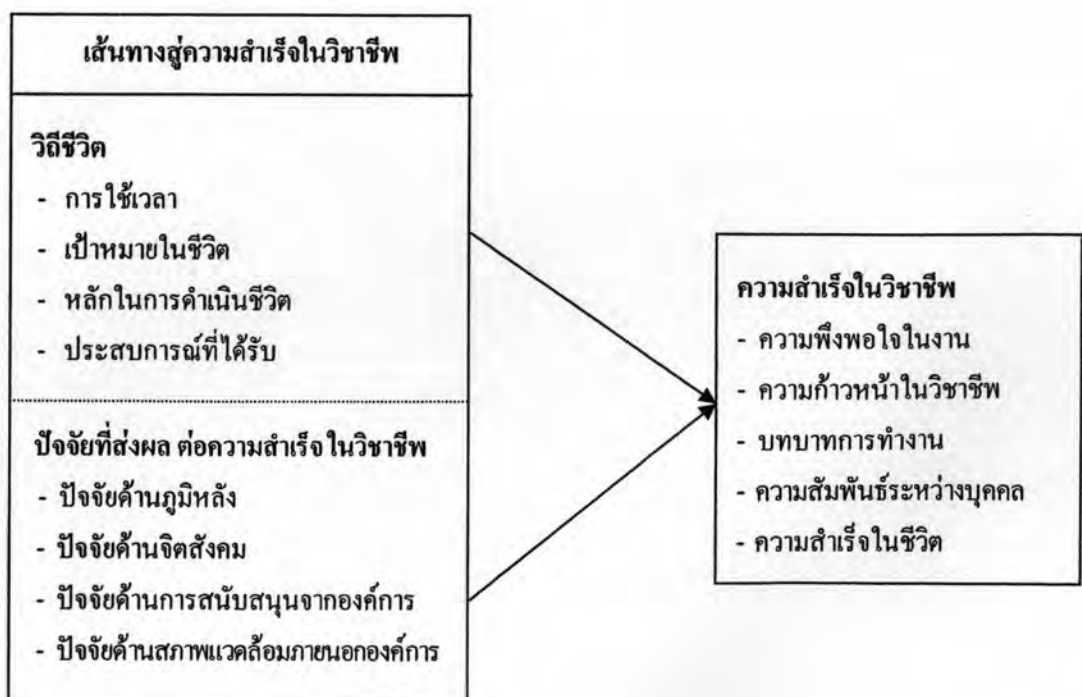 เส้นทางสู่ความสำเร็จในวิชาชีพ
วิถีชีวิต
- การใช้เวลา
- เป้าหมายในชีวิต
- หลักในการดำเนินชีวิต
- ประสบการณ์ที่ได้รับ
ปัจจัยที่ส่งผล ต่อความสำเร็จ ในวิชาชีพ
- ปัจจัยด้านภูมิหลัง
- ปัจจัยด้านจิตสังคม
- ปัจจัยด้านการสนับสนุนจากองค์การ
- ปัจจัยด้านสภาพแวดล้อมภายนอกองค์การ
ความสำเร็จในวิชาชีพ
- ความพึงพอใจในงาน
- ความก้าวหน้าในวิชาชีพ
- บทบาทการทำงาน
- ความสัมพันธ์ระหว่างบุคคล
- ความสำเร็จในชีวิต